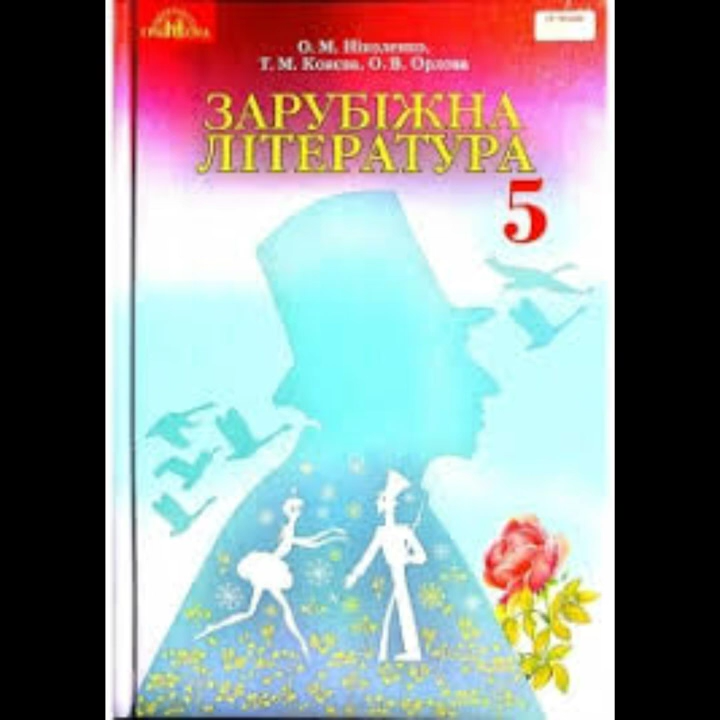 О. М. Ніколенко,
Т. М. Конєва, О. В. Орлова
ЗАРУБІЖНА
ЛІТЕРАТУРА
5